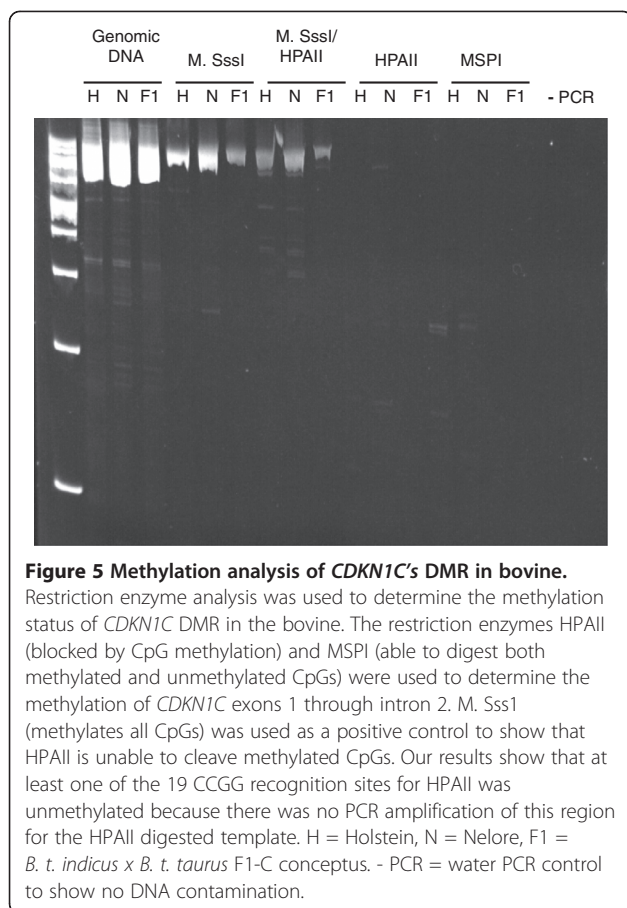 Genomic DNA
M. SssI
M. SssI/ HPAII
HPAII
MSPI
H N F1 H N F1 H N F1 H N F1 H N F1 - PCR
Figure 5 Methylation analysis of CDKN1C's DMR in bovine.
Restriction enzyme analysis was used to determine the methylation
status of CDKN1C DMR in the bovine. The restriction enzymes HPAII
(blocked by CpG methylation) and MSPI (able to digest both
methylated and unmethylated CpGs) were used to determine the
methylation of CDKN1C exons 1 through intron 2. M. Sss1
(methylates all CpGs) was used as a positive control to show that
HPAII is unable to cleave methylated CpGs. Our results show that at
least one of the 19 CCGG recognition sites for HPAII was
unmethylated because there was no PCR amplification of this region
for the HPAII digested template. H = Holstein, N = Nelore, F1 =
B. t. indicus x B. t. taurus F1-C conceptus. - PCR = water PCR control
to show no DNA contamination.